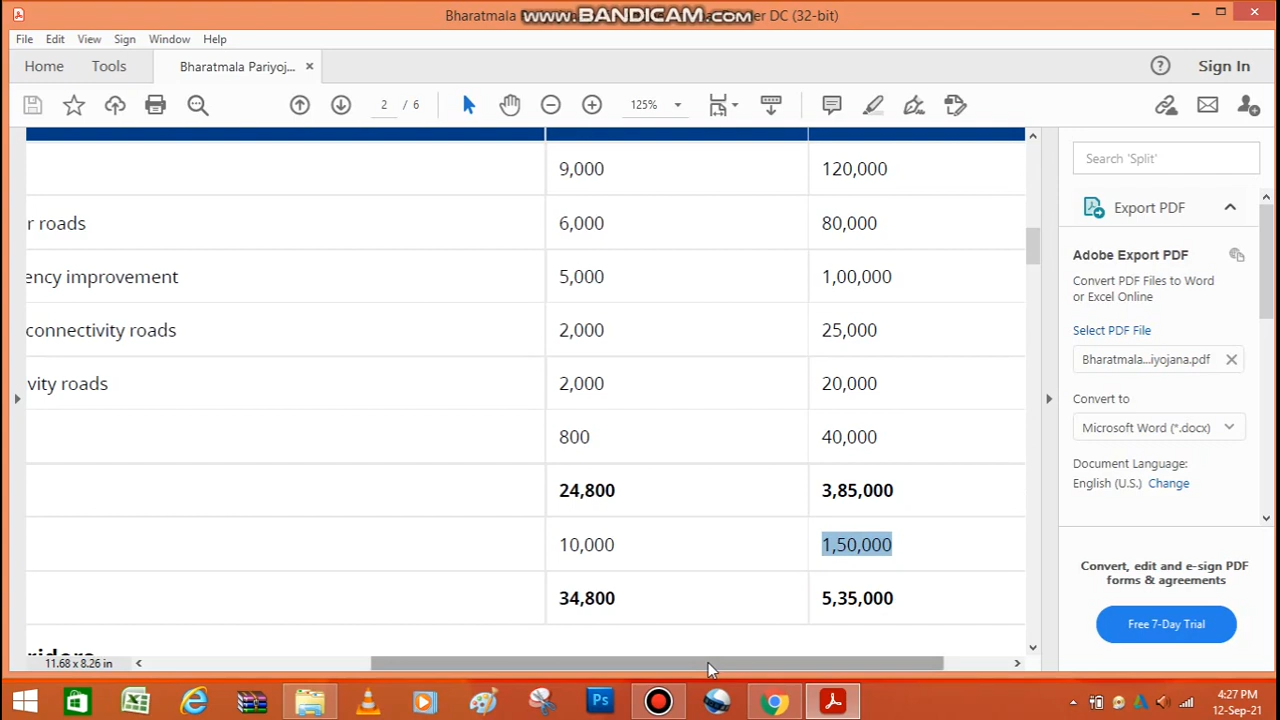 Bharatmala
www.BANDICAM.com
er DC (32-bit)
File Edit View Sign Window Help
Home Tools Bharatmala Pariyoj... × Sign In
2 / 6 125%
9,000 120,000
r roads 6,000 80,000
ency improvement 5,000 1,00,000
connectivity roads 2,000 25,000
vity roads 2,000 20,000
800 40,000
24,800 3,85,000
10,000 1,50,000
34,800 5,35,000
11.68 x 8.26 in
Search 'Split'
Export PDF
Adobe Export PDF
Convert PDF Files to Word
or Excel Online
Select PDF File
Bharatmala...iyojana.pdf
Convert to
Microsoft Word (*.docx)
Document Language:
English (U.S.) Change
Convert, edit and e-sign PDF
forms & agreements
Free 7-Day Trial
Ps
4:27 PM
12-Sep-21